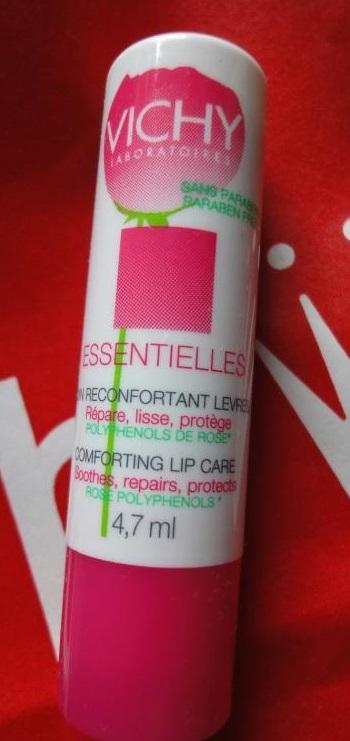 VICHY
LABORATOIRES
SANS PARABEN
PARABEN FREE
ESSENTIELLES
RECONFORTANT LEVRES
Répare, lisse, protège
POLYPHENOLS DE ROSE*
COMFORTING LIP CARE
Soothes, repairs, protects
ROSE POLYPHENOLS *
4,7 ml